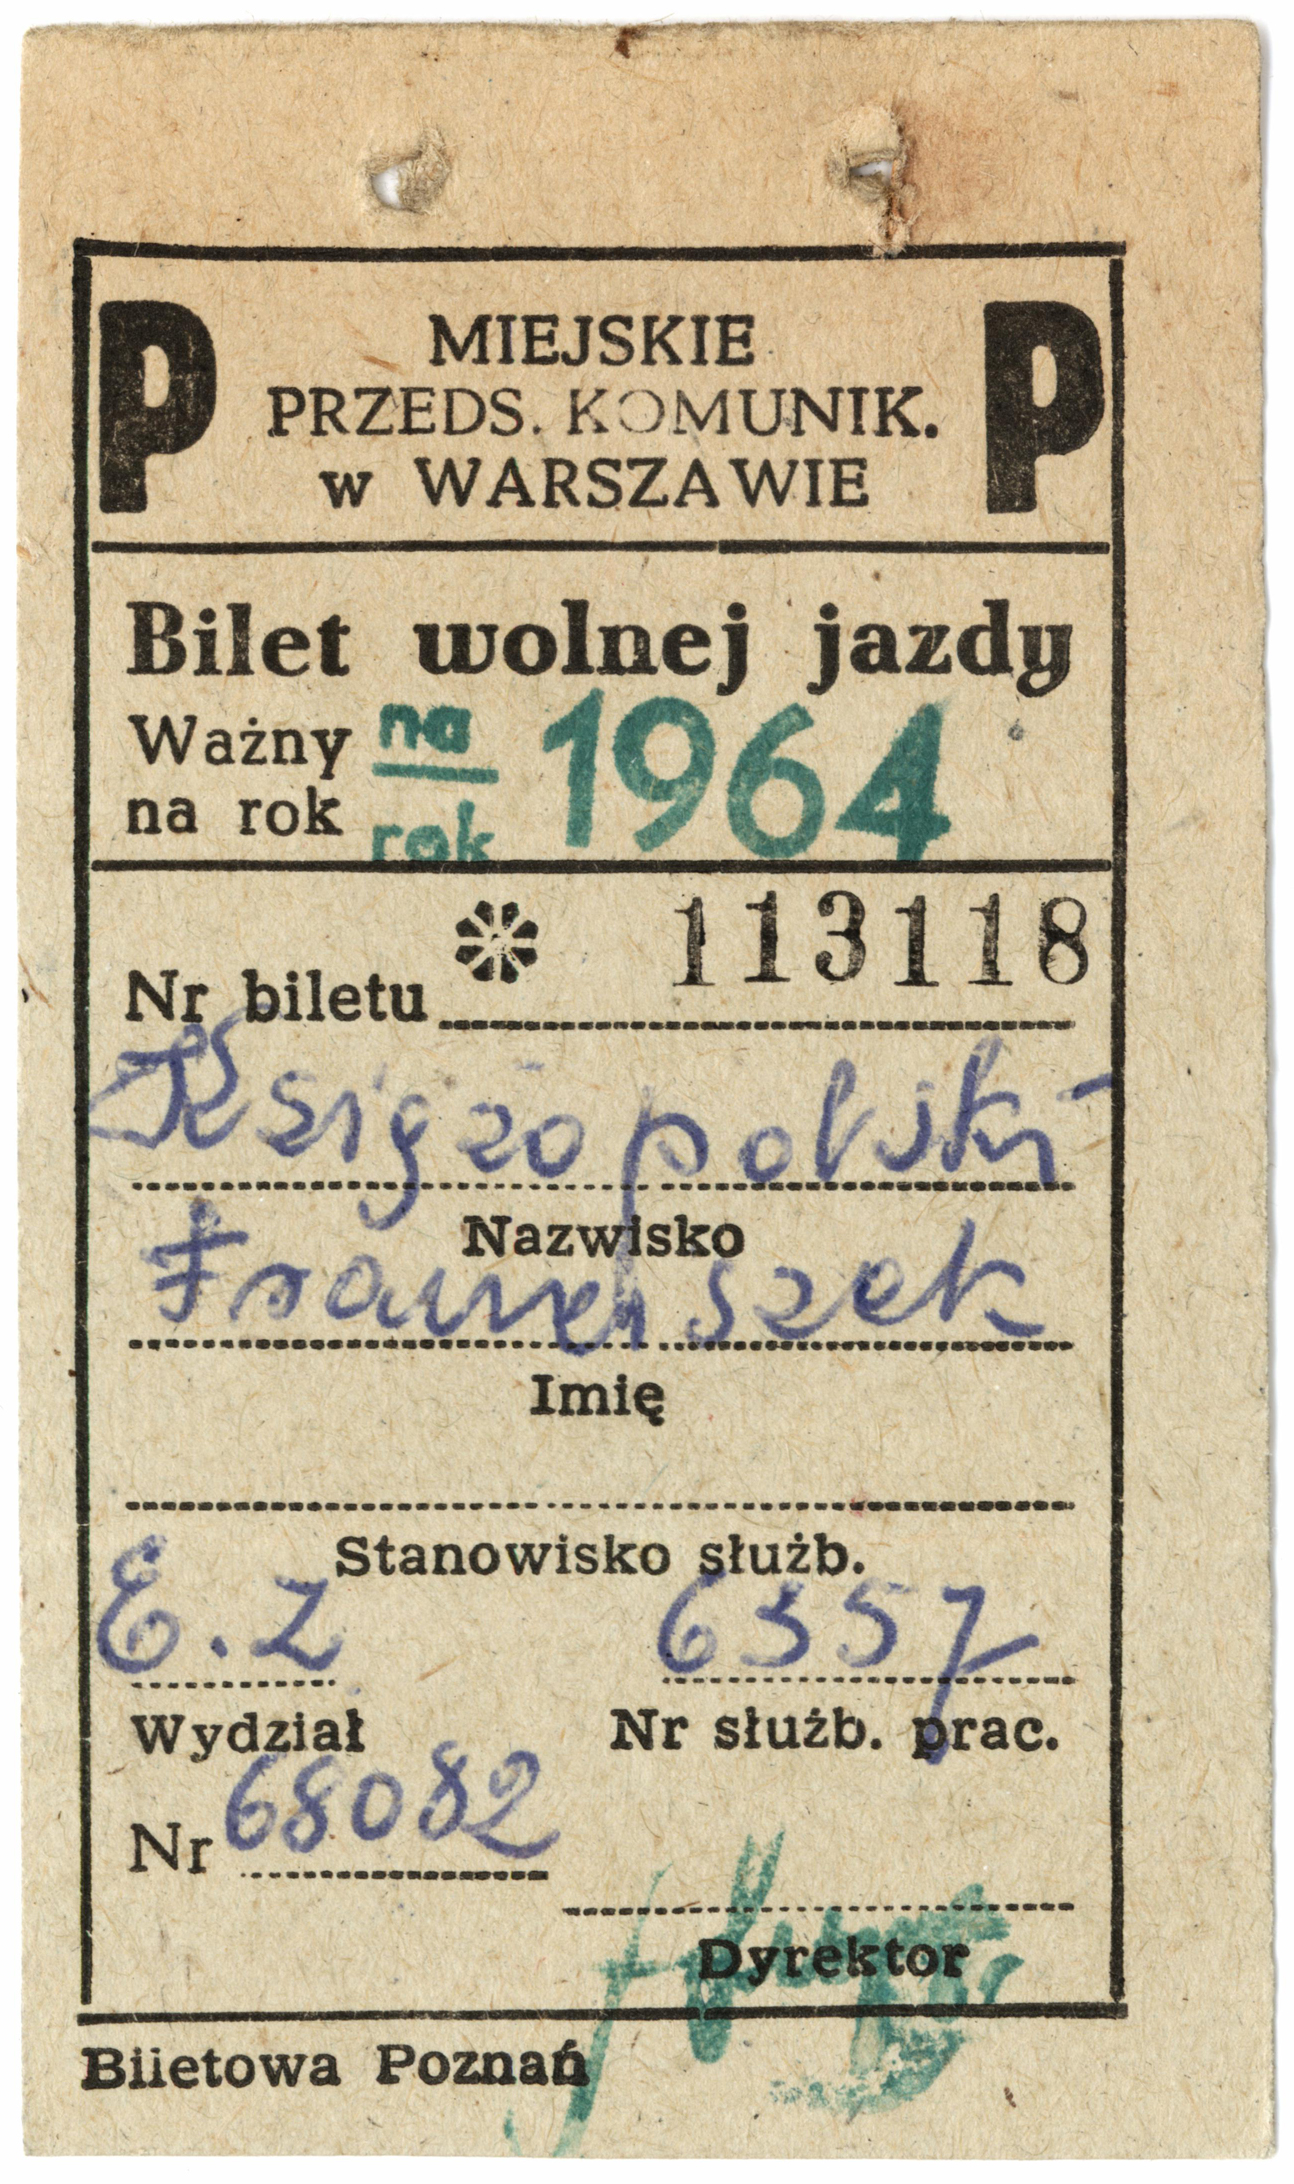 P MIEJSKIE P
PRZEDS. KOMUNIK.
w WARSZAWIE
Bilet wolnej jazdy
Ważny na 1964
na rok rok
* 113118
Nr biletu
Księżopolski
Nazwisko
Franciszek
Imię
Stanowisko służb.
E.Z 6357
Wydział Nr służb. prac.
Nr 68082
Dyrektor
Biletowa Poznań